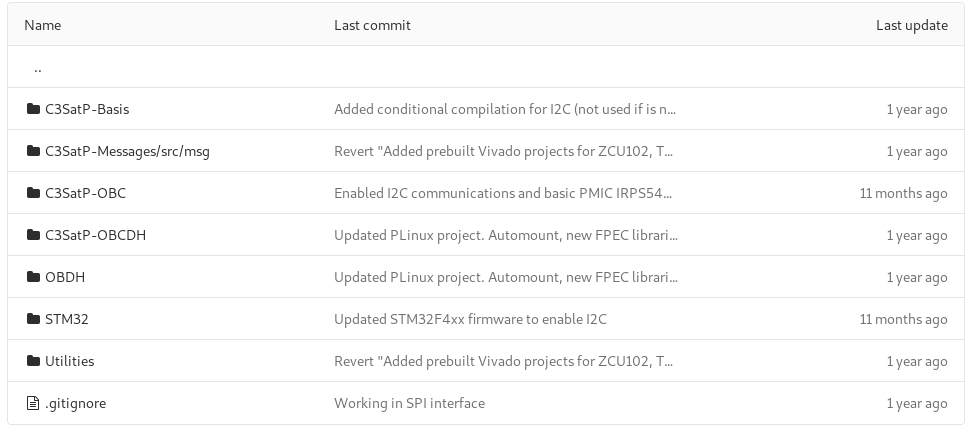 Name Last commit Last update
..
C3SatP-Basis Added conditional compilation for I2C (not used if is n... 1 year ago
C3SatP-Messages/src/msg Revert "Added prebuilt Vivado projects for ZCU102, T... 1 year ago
C3SatP-OBC Enabled I2C communications and basic PMIC IRPS54... 11 months ago
C3SatP-OBCDH Updated PLinux project. Automount, new FPEC librari... 1 year ago
OBDH Updated PLinux project. Automount, new FPEC librari... 1 year ago
STM32 Updated STM32F4xx firmware to enable I2C 11 months ago
Utilities Revert "Added prebuilt Vivado projects for ZCU102, T... 1 year ago
.gitignore Working in SPI interface 1 year ago